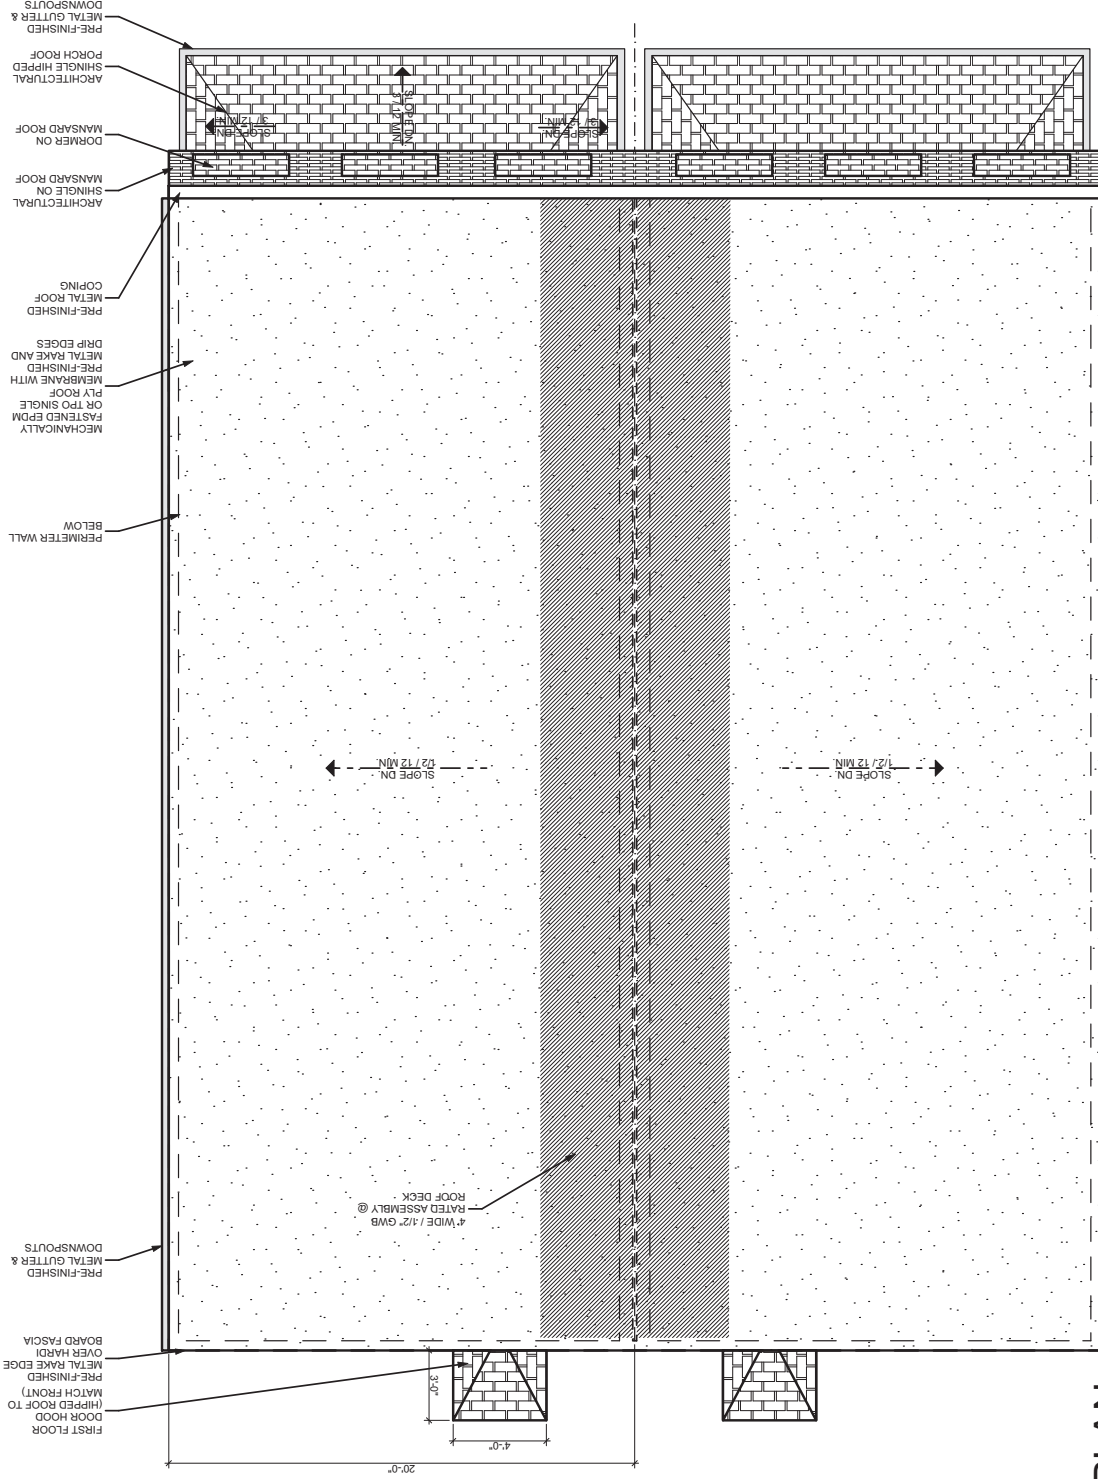 20'-0"
4'-0"
3'-0"
FIRST FLOOR
DOOR HOOD
(HIPPED ROOF TO
MATCH FRONT)
PRE-FINISHED
METAL RAKE EDGE
OVER HARDI
BOARD FASCIA
PRE-FINISHED
METAL GUTTER &
DOWNSPOUTS
4' WIDE / 1/2" GWB
RATED ASSEMBLY @
ROOF DECK
SLOPE DN.
1/2 / 12 MIN.
SLOPE DN.
1/2 / 12 MIN.
PERIMETER WALL
BELOW
MECHANICALLY
FASTENED EPDM
OR TPO SINGLE
PLY ROOF
MEMBRANE WITH
PRE-FINISHED
METAL RAKE AND
DRIP EDGES
PRE-FINISHED
METAL ROOF
COPING
ARCHITECTURAL
SHINGLE ON
MANSARD ROOF
DORMER ON
MANSARD ROOF
SLOPE DN.
3 / 12 MIN.
SLOPE DN
3 / 12 MIN
SLOPE DN
3 / 12 MIN.
ARCHITECTURAL
SHINGLE HIPPED
PORCH ROOF
PRE-FINISHED
METAL GUTTER &
DOWNSPOUTS